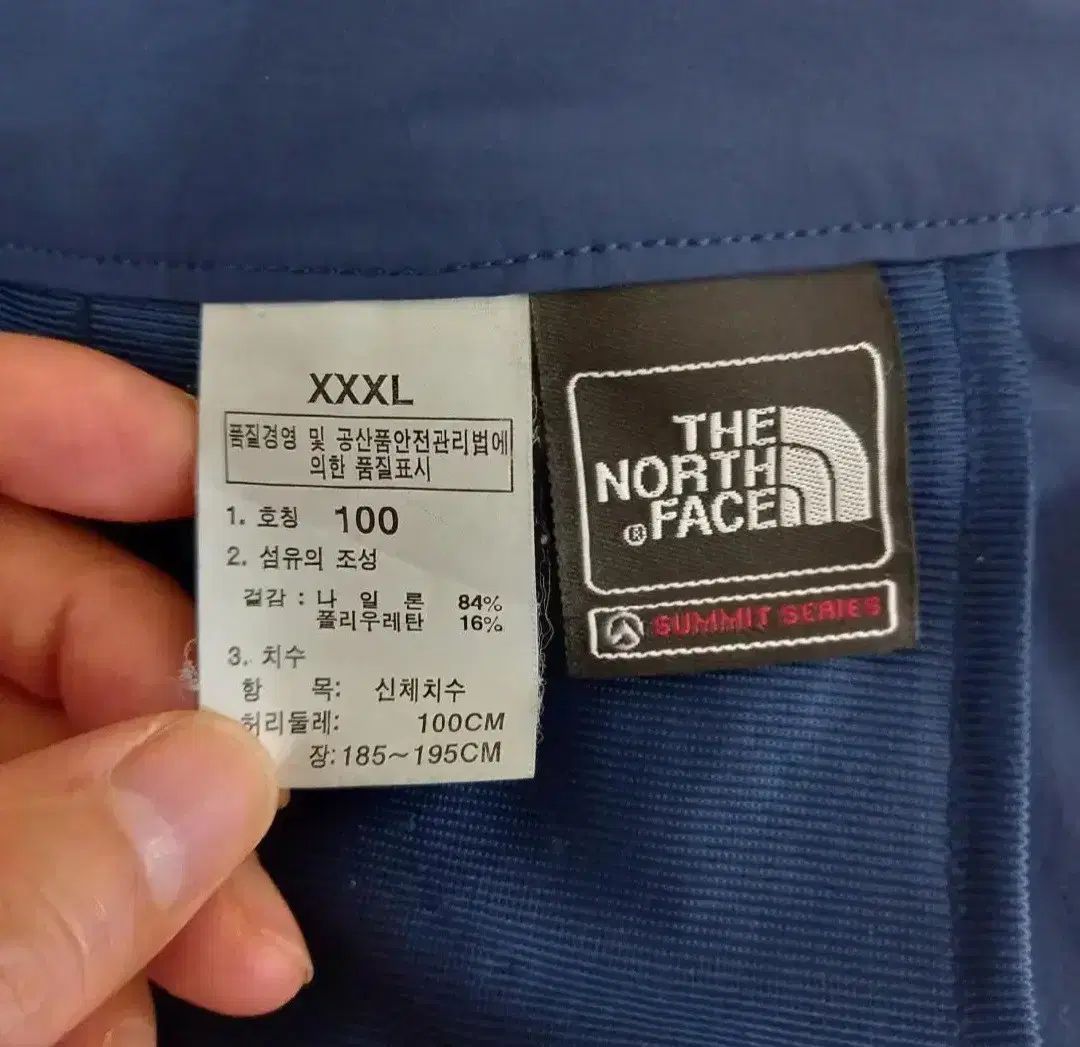 XXXL
품질경영 및 공산품안전관리법에
의한 품질표시
1. 호칭 100
2. 섬유의 조성
겉감 : 나 일 론 84%
폴리우레탄 16%
3. 치수
항 목: 신체치수
허리둘레: 100CM
장: 185~195CM
THE
NORTH
®FACE
SUMMIT SERIES